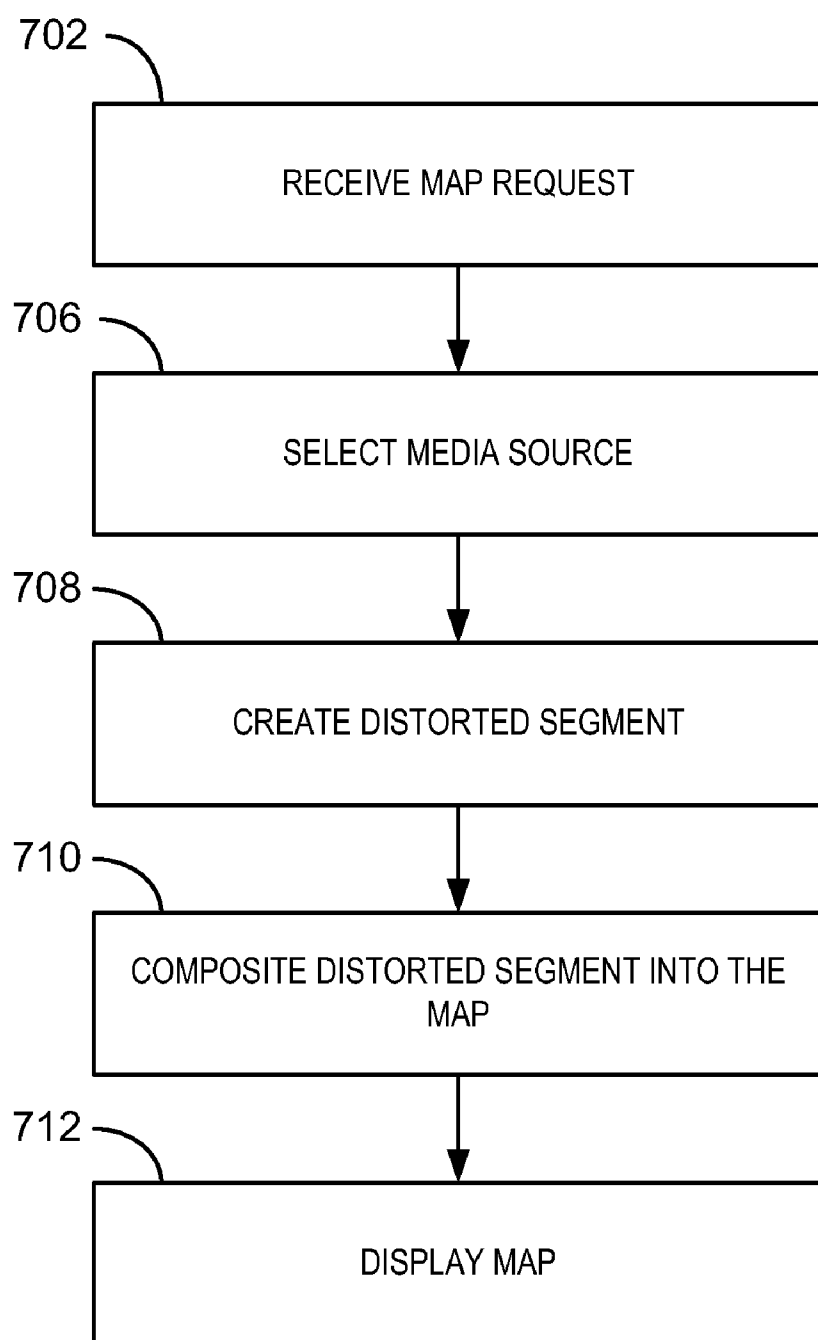 702
RECEIVE MAP REQUEST
706
SELECT MEDIA SOURCE
708
CREATE DISTORTED SEGMENT
710
COMPOSITE DISTORTED SEGMENT INTO THE
MAP
712
DISPLAY MAP